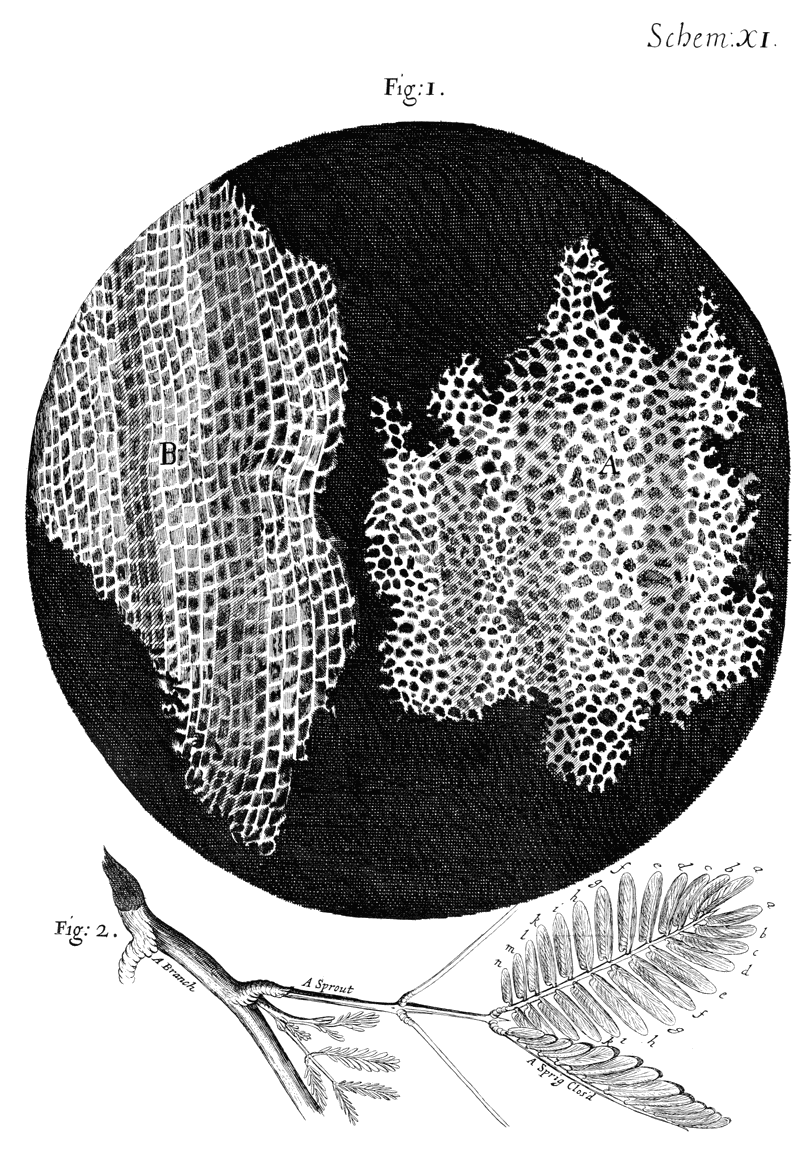 Schem: XI.
Fig: 1.
B
A
Fig: 2.
A Branch
A Sprout
n
m
l
k
i
h
g
f
e
d
c
b
a
a
b
c
d
e
f
g
h
i
A Sprig Clos'd